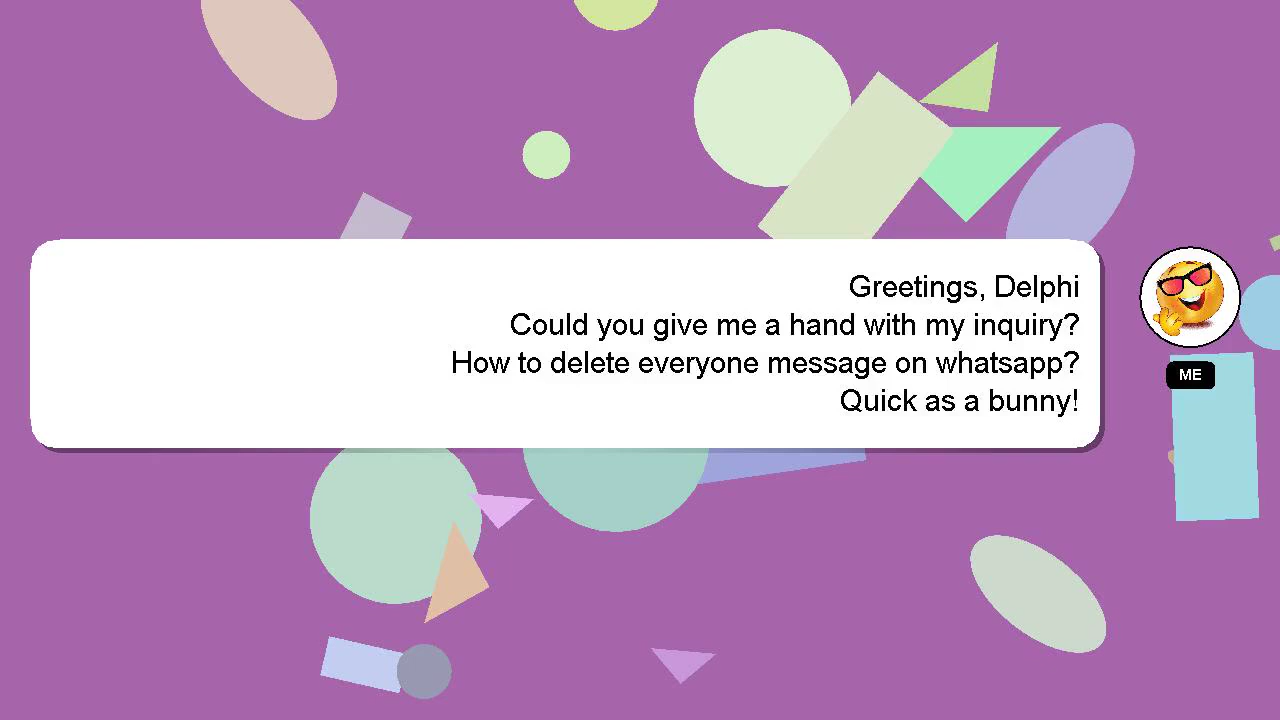 Greetings, Delphi
Could you give me a hand with my inquiry?
How to delete everyone message on whatsapp?
Quick as a bunny!
ME